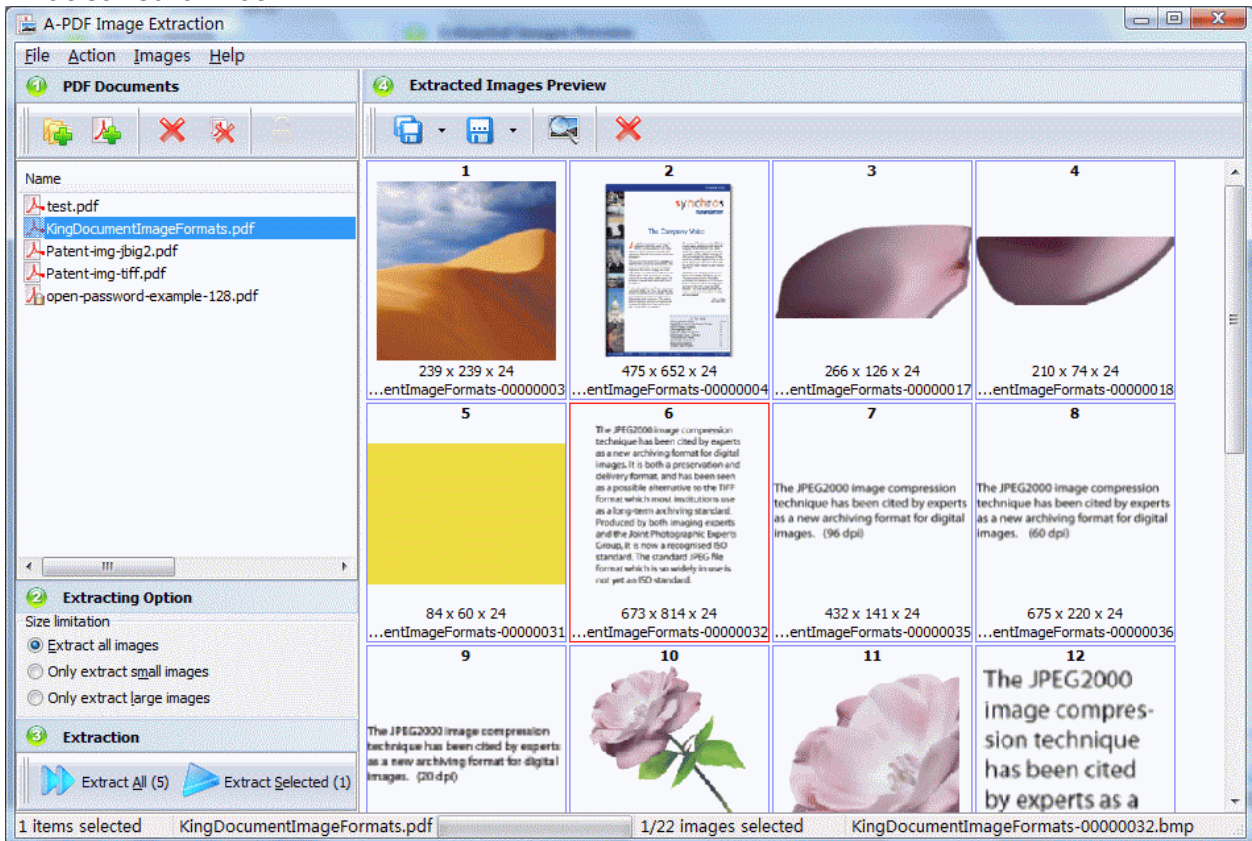 A-PDF Image Extraction
File Action Images Help
1 PDF Documents
Name
test.pdf
KingDocumentImageFormats.pdf
Patent-img-jbig2.pdf
Patent-img-tiff.pdf
open-password-example-128.pdf
2 Extracting Option
Size limitation
Extract all images
Only extract small images
Only extract large images
3 Extraction
Extract All (5) Extract Selected (1)
4 Extracted Images Preview
1
239 x 239 x 24
...entImageFormats-00000003
2
synchros
newsletter
The Company Voice
475 x 652 x 24
...entImageFormats-00000004
3
266 x 126 x 24
...entImageFormats-00000017
4
210 x 74 x 24
...entImageFormats-00000018
5
84 x 60 x 24
...entImageFormats-00000031
6
The JPEG2000 image compression
technique has been cited by experts
as a new archiving format for digital
images. It is both a preservation and
delivery format, and has been seen
as a possible alternative to the TIFF
format which most institutions use
as a long-term archiving standard.
Produced by both imaging experts
and the Joint Photographic Experts
Group, it is now a recognised ISO
standard. The standard JPEG file
format which is so widely in use is
not yet an ISO standard.
673 x 814 x 24
...entImageFormats-00000032
7
The JPEG2000 image compression
technique has been cited by experts
as a new archiving format for digital
images. (96 dpi)
432 x 141 x 24
...entImageFormats-00000035
8
The JPEG2000 image compression
technique has been cited by experts
as a new archiving format for digital
images. (60 dpi)
675 x 220 x 24
...entImageFormats-00000036
9
The JPEG2000 image compression
technique has been cited by experts
as a new archiving format for digital
images. (20 dpi)
10
11
12
The JPEG2000
image compres-
sion technique
has been cited
by experts as a
1 items selected KingDocumentImageFormats.pdf 1/22 images selected KingDocumentImageFormats-00000032.bmp